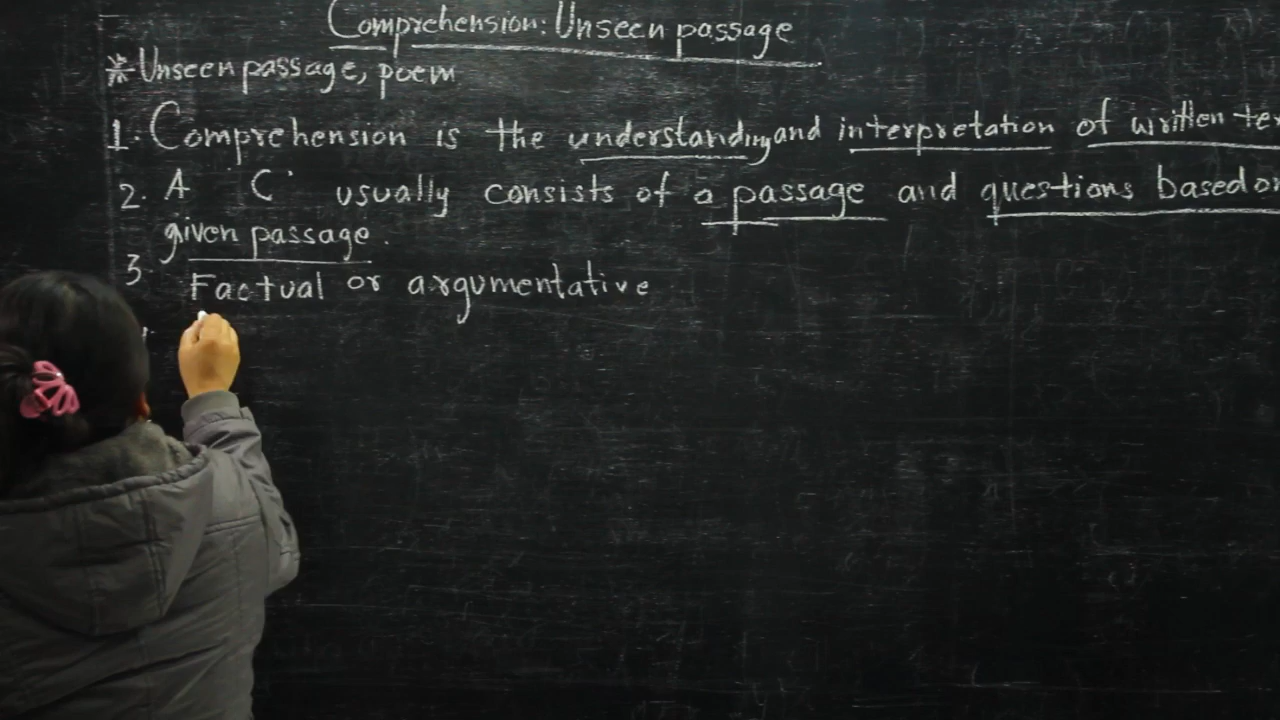 Comprehension: Unseen passage
* Unseen passage, poem
1. Comprehension is the understanding and interpretation of written
2. A 'C' usually consists of a passage and questions based on
given passage.
3 Factual or argumentative